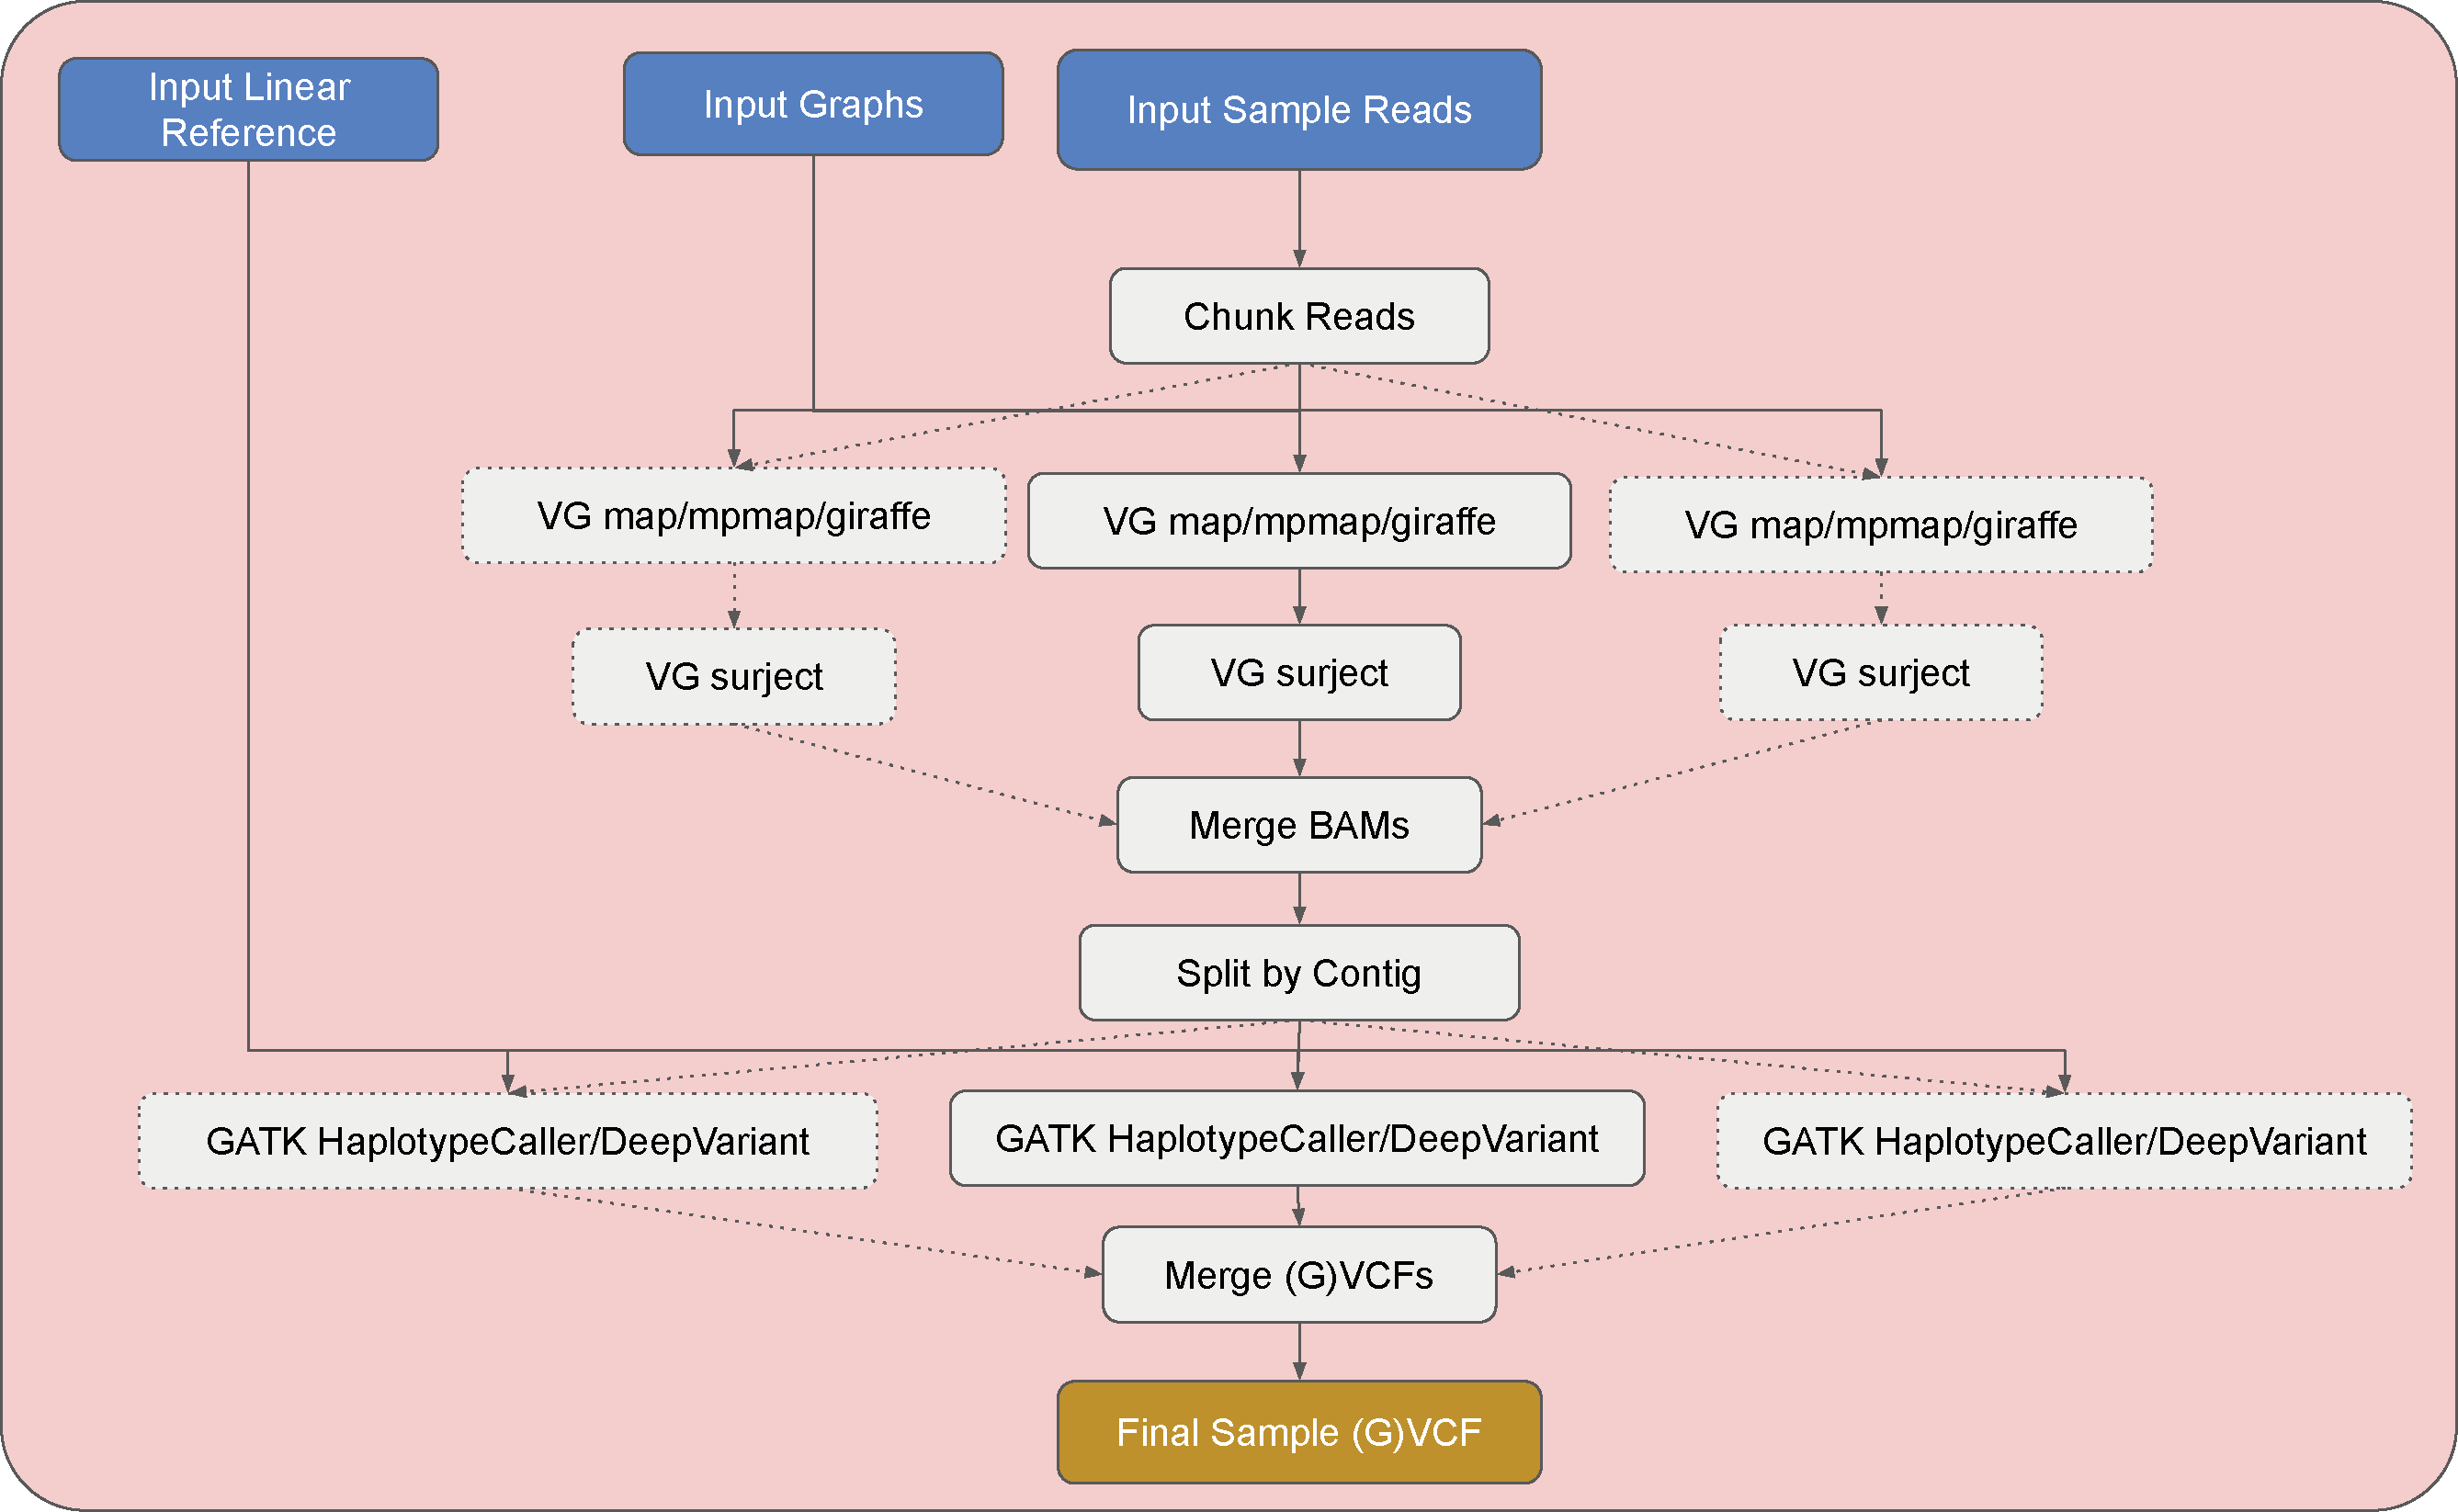 Input Linear
Reference
Input Graphs
Input Sample Reads
Chunk Reads
VG map/mpmap/giraffe
VG map/mpmap/giraffe
VG map/mpmap/giraffe
VG surject
VG surject
VG surject
Merge BAMs
Split by Contig
GATK HaplotypeCaller/DeepVariant
GATK HaplotypeCaller/DeepVariant
GATK HaplotypeCaller/DeepVariant
Merge (G)VCFs
Final Sample (G)VCF